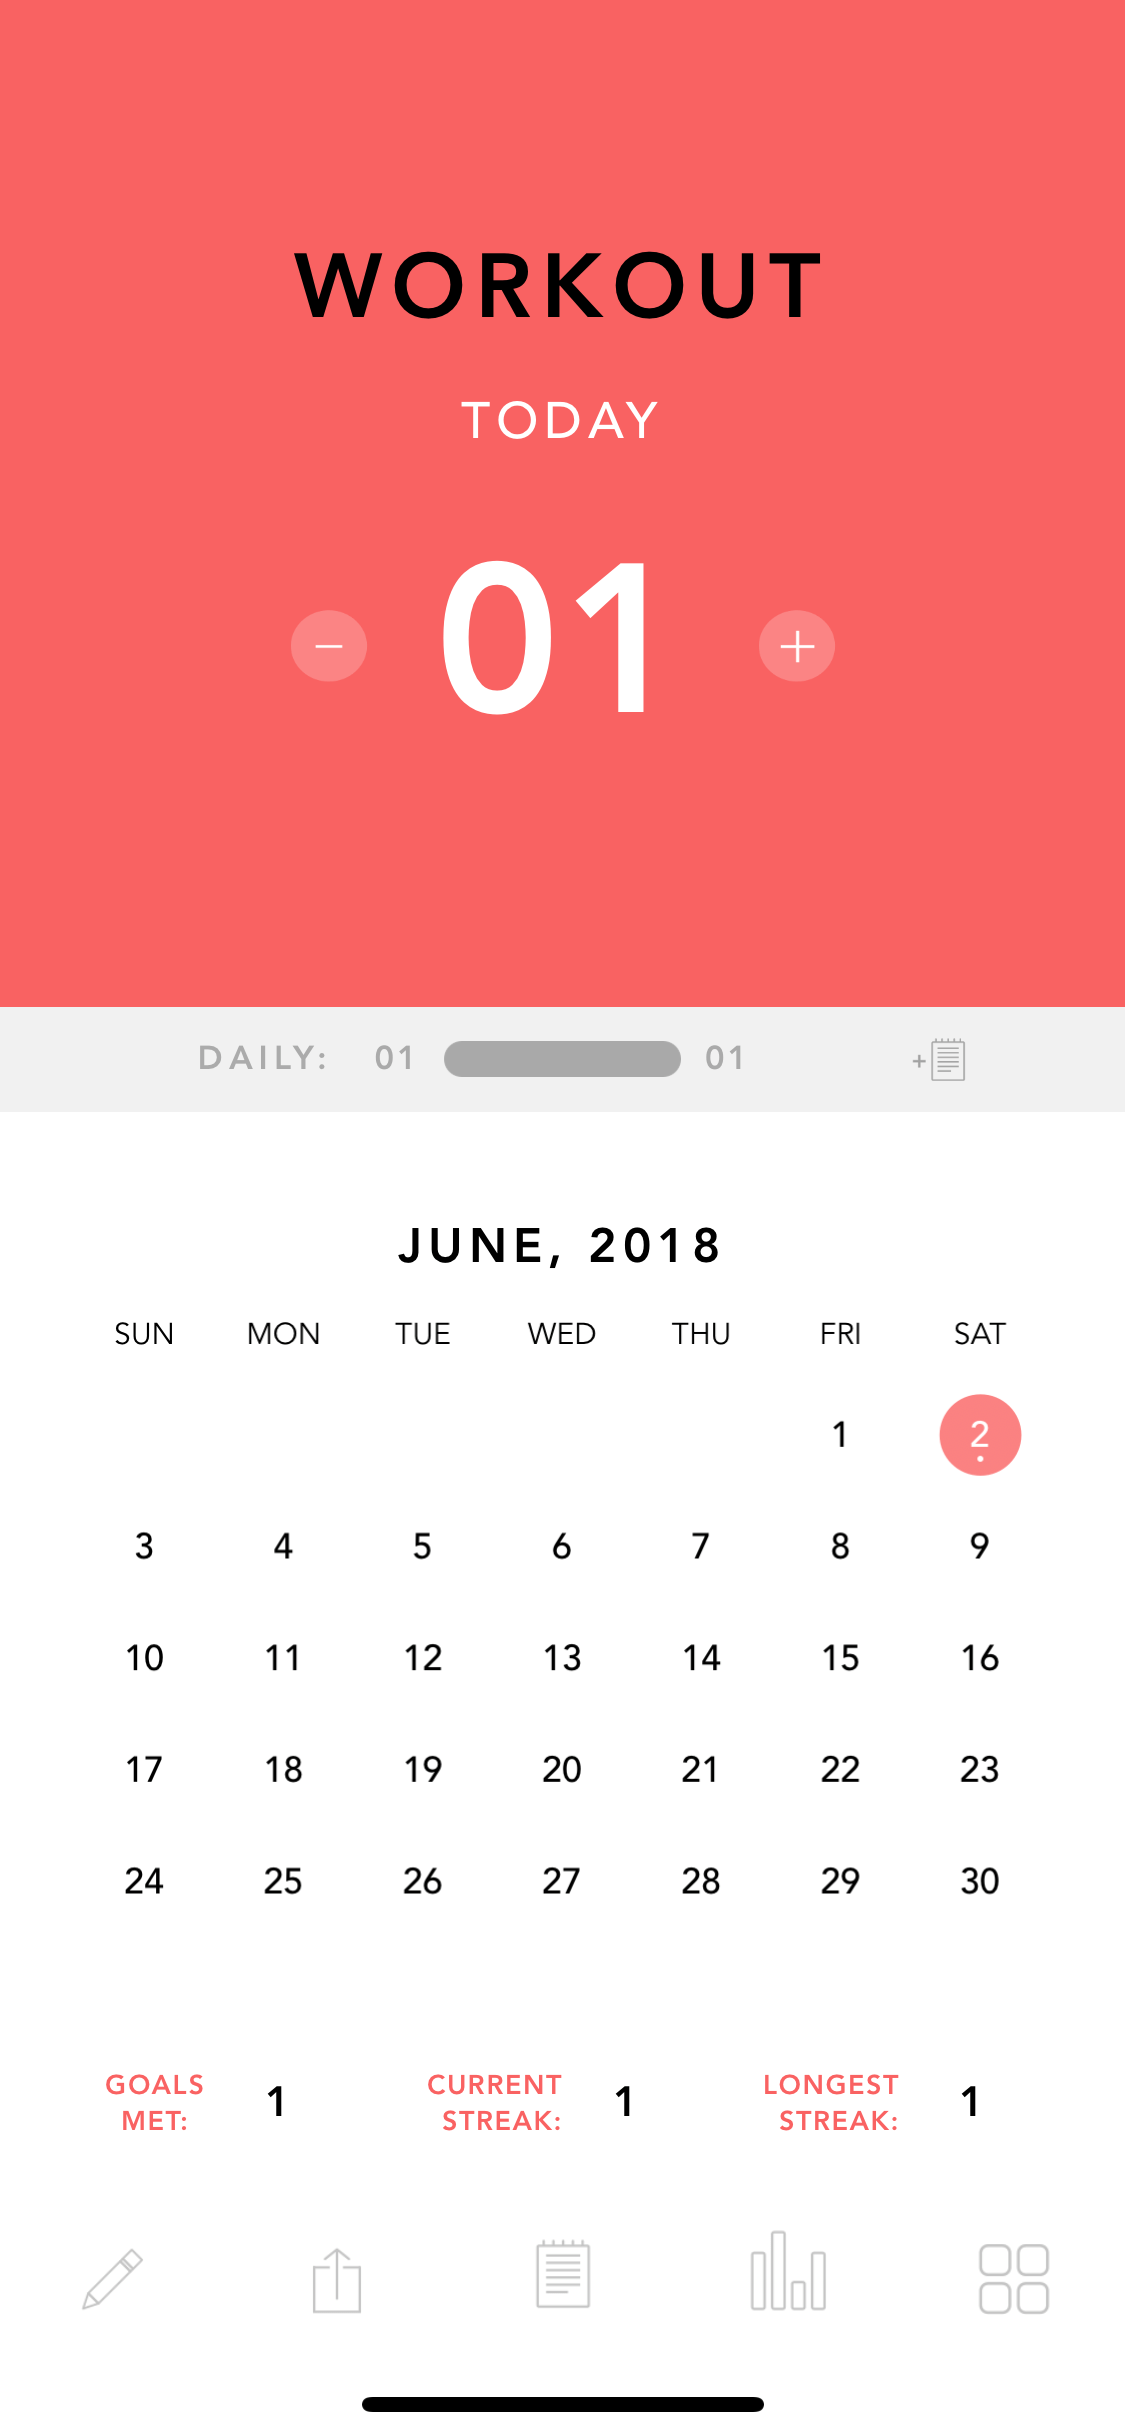 WORKOUT
TODAY
− 01 +
DAILY: 01 01 +
JUNE, 2018
SUN MON TUE WED THU FRI SAT
1 2
3 4 5 6 7 8 9
10 11 12 13 14 15 16
17 18 19 20 21 22 23
24 25 26 27 28 29 30
GOALS MET: 1
CURRENT STREAK: 1
LONGEST STREAK: 1